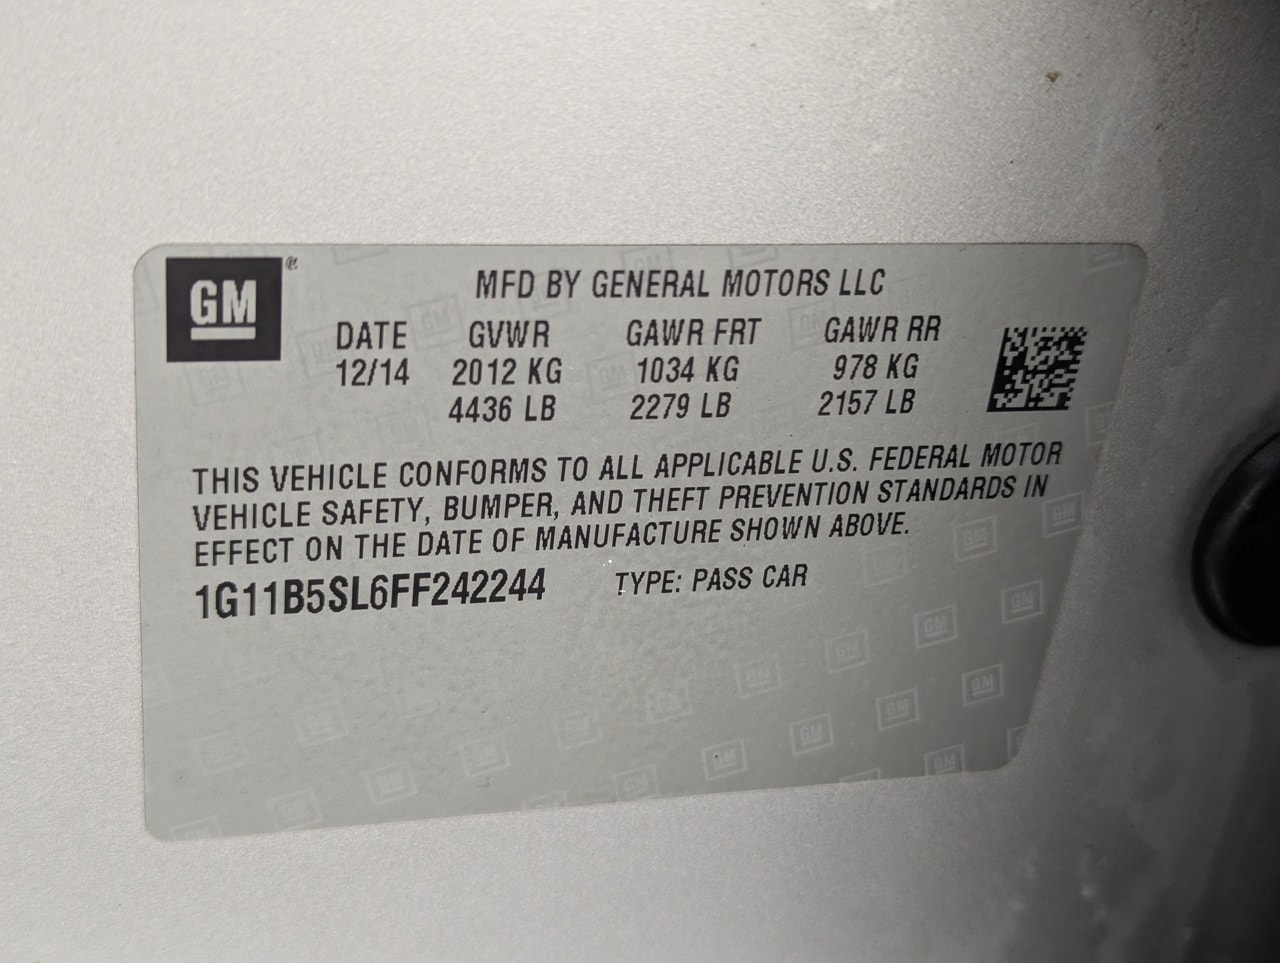 GM ®
MFD BY GENERAL MOTORS LLC
DATE GVWR GAWR FRT GAWR RR
12/14 2012 KG 1034 KG 978 KG
4436 LB 2279 LB 2157 LB
THIS VEHICLE CONFORMS TO ALL APPLICABLE U.S. FEDERAL MOTOR
VEHICLE SAFETY, BUMPER, AND THEFT PREVENTION STANDARDS IN
EFFECT ON THE DATE OF MANUFACTURE SHOWN ABOVE.
1G11B5SL6FF242244 TYPE: PASS CAR